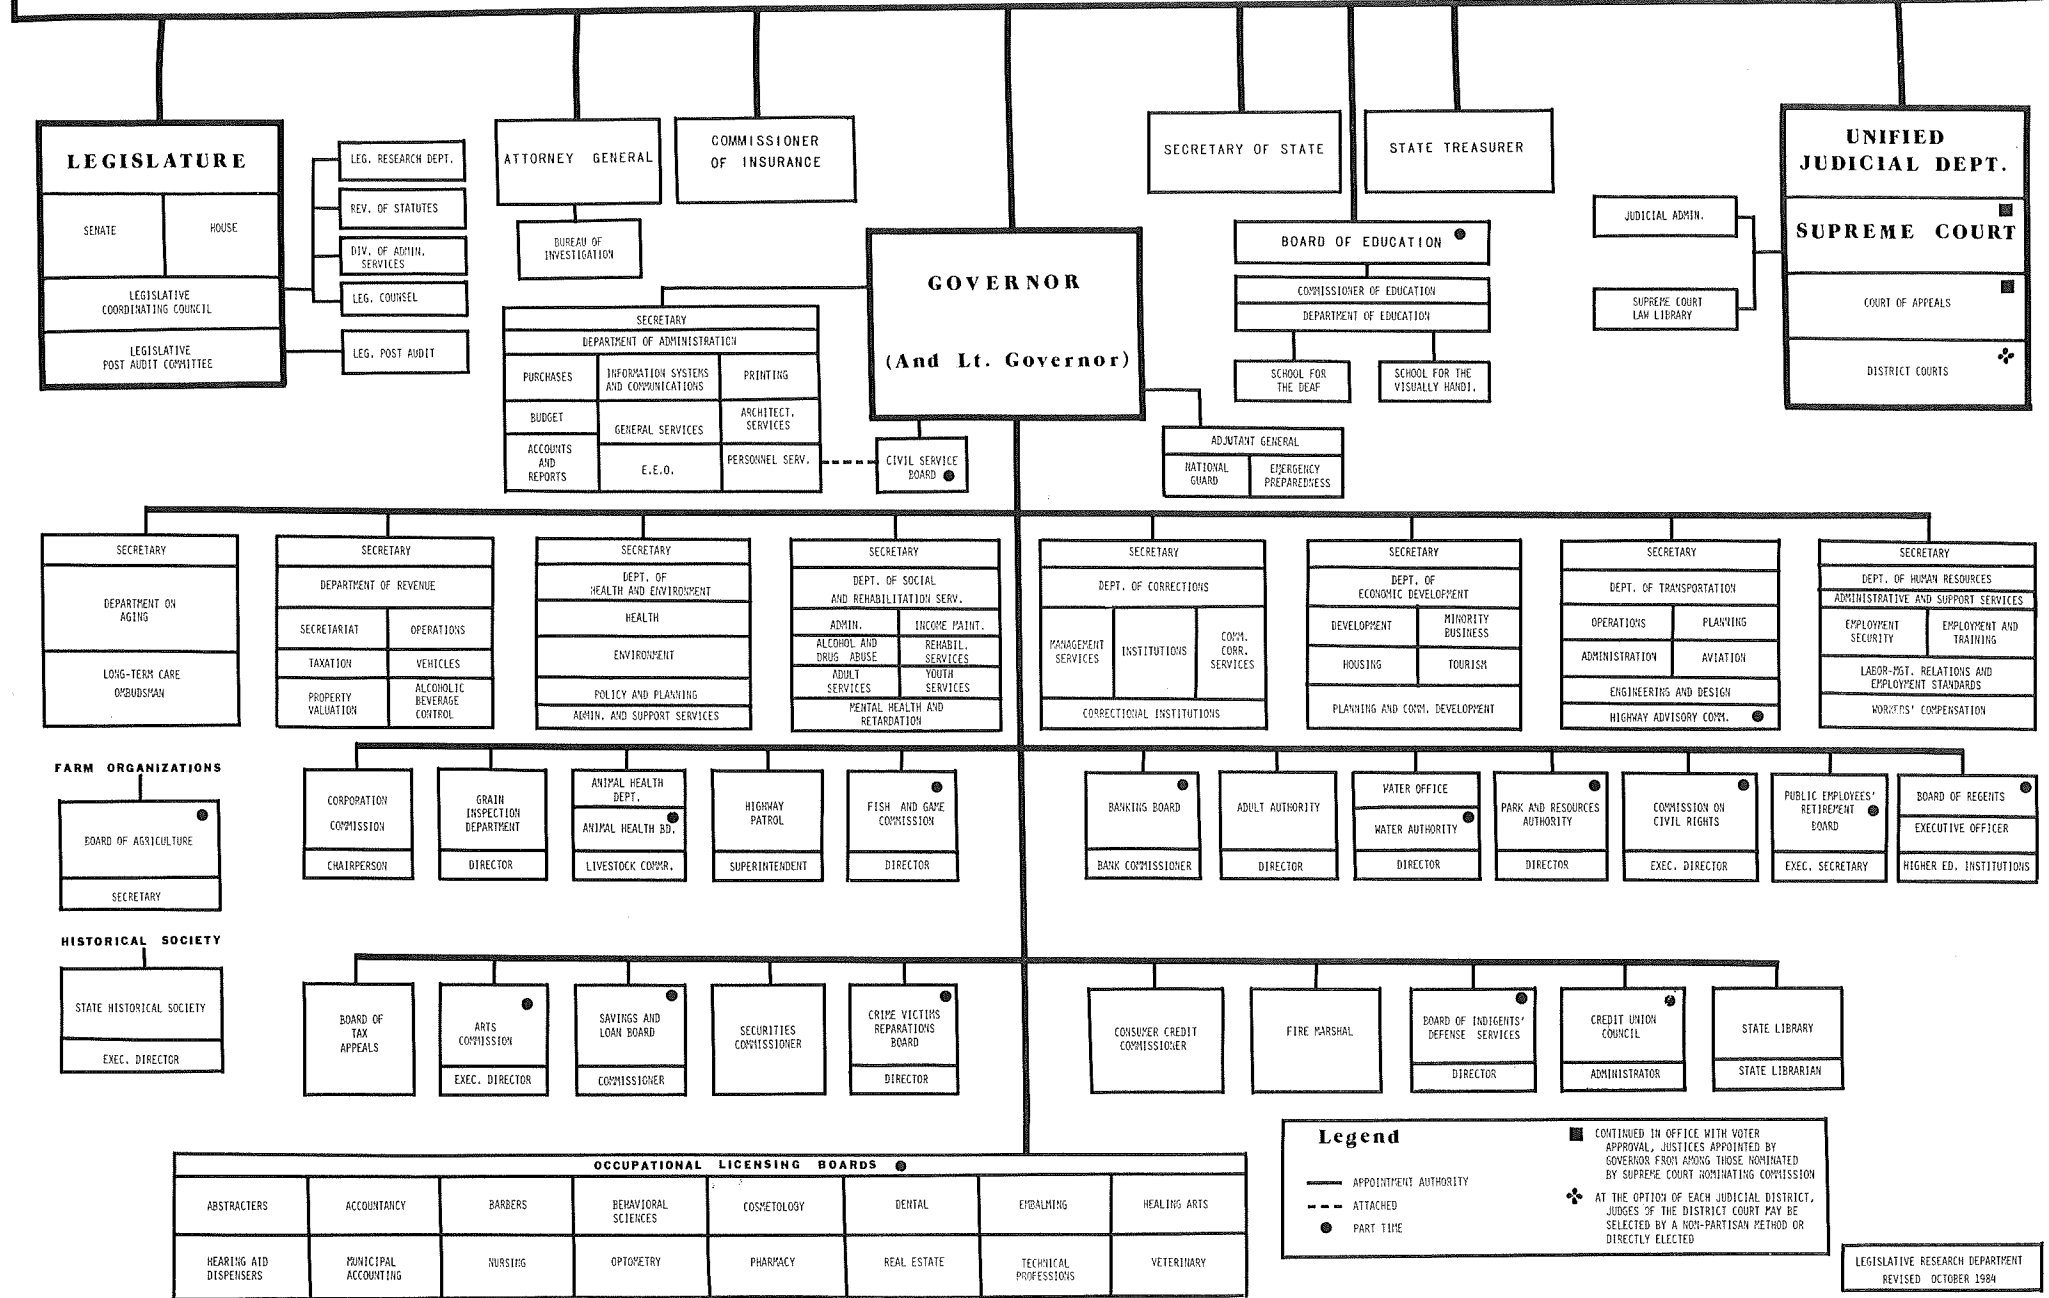 LEGISLATURE
SENATE
HOUSE
LEGISLATIVE
COORDINATING COUNCIL
LEGISLATIVE
POST AUDIT COMMITTEE
LEG. RESEARCH DEPT.
REV. OF STATUTES
DIV. OF ADMIN.
SERVICES
LEG. COUNSEL
LEG. POST AUDIT
ATTORNEY GENERAL
BUREAU OF
INVESTIGATION
COMMISSIONER
OF INSURANCE
GOVERNOR
(And Lt. Governor)
SECRETARY OF STATE
STATE TREASURER
BOARD OF EDUCATION
COMMISSIONER OF EDUCATION
DEPARTMENT OF EDUCATION
SCHOOL FOR
THE DEAF
SCHOOL FOR THE
VISUALLY HANDI.
UNIFIED
JUDICIAL DEPT.
SUPREME COURT
COURT OF APPEALS
DISTRICT COURTS
JUDICIAL ADMIN.
SUPREME COURT
LAW LIBRARY
SECRETARY
DEPARTMENT OF ADMINISTRATION
PURCHASES
INFORMATION SYSTEMS
AND COMMUNICATIONS
PRINTING
BUDGET
GENERAL SERVICES
ARCHITECT.
SERVICES
ACCOUNTS
AND
REPORTS
E.E.O.
PERSONNEL SERV.
CIVIL SERVICE
BOARD
ADJUTANT GENERAL
NATIONAL
GUARD
EMERGENCY
PREPAREDNESS
SECRETARY
DEPARTMENT ON
AGING
LONG-TERM CARE
OMBUDSMAN
SECRETARY
DEPARTMENT OF REVENUE
SECRETARIAT
OPERATIONS
TAXATION
VEHICLES
PROPERTY
VALUATION
ALCOHOLIC
BEVERAGE
CONTROL
SECRETARY
DEPT. OF
HEALTH AND ENVIRONMENT
HEALTH
ENVIRONMENT
POLICY AND PLANNING
ADMIN. AND SUPPORT SERVICES
SECRETARY
DEPT. OF SOCIAL
AND REHABILITATION SERV.
ADMIN.
INCOME MAINT.
ALCOHOL AND
DRUG ABUSE
REHABIL.
SERVICES
ADULT
SERVICES
YOUTH
SERVICES
MENTAL HEALTH AND
RETARDATION
SECRETARY
DEPT. OF CORRECTIONS
MANAGEMENT
SERVICES
INSTITUTIONS
COMM.
CORR.
SERVICES
CORRECTIONAL INSTITUTIONS
SECRETARY
DEPT. OF
ECONOMIC DEVELOPMENT
DEVELOPMENT
MINORITY
BUSINESS
HOUSING
TOURISM
PLANNING AND COMM. DEVELOPMENT
SECRETARY
DEPT. OF TRANSPORTATION
OPERATIONS
PLANNING
ADMINISTRATION
AVIATION
ENGINEERING AND DESIGN
HIGHWAY ADVISORY COMM.
SECRETARY
DEPT. OF HUMAN RESOURCES
ADMINISTRATIVE AND SUPPORT SERVICES
EMPLOYMENT
SECURITY
EMPLOYMENT AND
TRAINING
LABOR-MGT. RELATIONS AND
EMPLOYMENT STANDARDS
WORKERS' COMPENSATION
FARM ORGANIZATIONS
BOARD OF AGRICULTURE
SECRETARY
CORPORATION
COMMISSION
CHAIRPERSON
GRAIN
INSPECTION
DEPARTMENT
DIRECTOR
ANIMAL HEALTH
DEPT.
ANIMAL HEALTH BD.
LIVESTOCK COMMR.
HIGHWAY
PATROL
SUPERINTENDENT
FISH AND GAME
COMMISSION
DIRECTOR
BANKING BOARD
BANK COMMISSIONER
ADULT AUTHORITY
DIRECTOR
WATER OFFICE
WATER AUTHORITY
DIRECTOR
PARK AND RESOURCES
AUTHORITY
DIRECTOR
COMMISSION ON
CIVIL RIGHTS
EXEC. DIRECTOR
PUBLIC EMPLOYEES'
RETIREMENT
BOARD
EXEC. SECRETARY
BOARD OF REGENTS
EXECUTIVE OFFICER
HIGHER ED. INSTITUTIONS
HISTORICAL SOCIETY
STATE HISTORICAL SOCIETY
EXEC. DIRECTOR
BOARD OF
TAX
APPEALS
ARTS
COMMISSION
EXEC. DIRECTOR
SAVINGS AND
LOAN BOARD
COMMISSIONER
SECURITIES
COMMISSIONER
CRIME VICTIMS
REPARATIONS
BOARD
DIRECTOR
CONSUMER CREDIT
COMMISSIONER
FIRE MARSHAL
BOARD OF INDIGENTS'
DEFENSE SERVICES
DIRECTOR
CREDIT UNION
COUNCIL
ADMINISTRATOR
STATE LIBRARY
STATE LIBRARIAN
OCCUPATIONAL LICENSING BOARDS
ABSTRACTERS
ACCOUNTANCY
BARBERS
BEHAVIORAL
SCIENCES
COSMETOLOGY
DENTAL
EMBALMING
HEALING ARTS
HEARING AID
DISPENSERS
MUNICIPAL
ACCOUNTING
NURSING
OPTOMETRY
PHARMACY
REAL ESTATE
TECHNICAL
PROFESSIONS
VETERINARY
Legend
APPOINTMENT AUTHORITY
ATTACHED
PART TIME
CONTINUED IN OFFICE WITH VOTER
APPROVAL, JUSTICES APPOINTED BY
GOVERNOR FROM AMONG THOSE NOMINATED
BY SUPREME COURT NOMINATING COMMISSION
AT THE OPTION OF EACH JUDICIAL DISTRICT,
JUDGES OF THE DISTRICT COURT MAY BE
SELECTED BY A NON-PARTISAN METHOD OR
DIRECTLY ELECTED
LEGISLATIVE RESEARCH DEPARTMENT
REVISED OCTOBER 1984